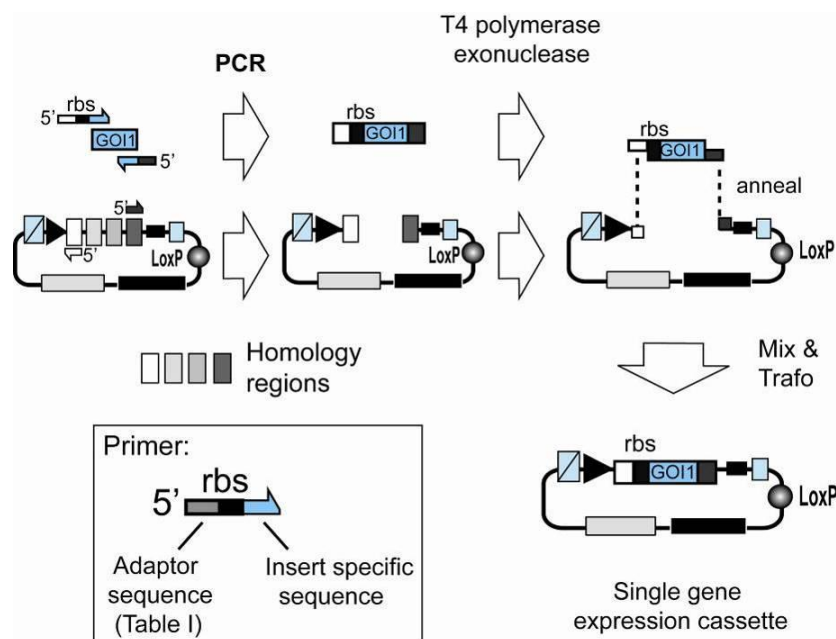 T4 polymerase
exonuclease
PCR
rbs
5’
GOI1
5’
rbs
GOI1
rbs
GOI1
anneal
5’
5’
LoxP
LoxP
LoxP
Homology
regions
Mix &
Trafo
Primer:
rbs
5’
Adaptor
sequence
(Table I)
Insert specific
sequence
rbs
GOI1
LoxP
Single gene
expression cassette